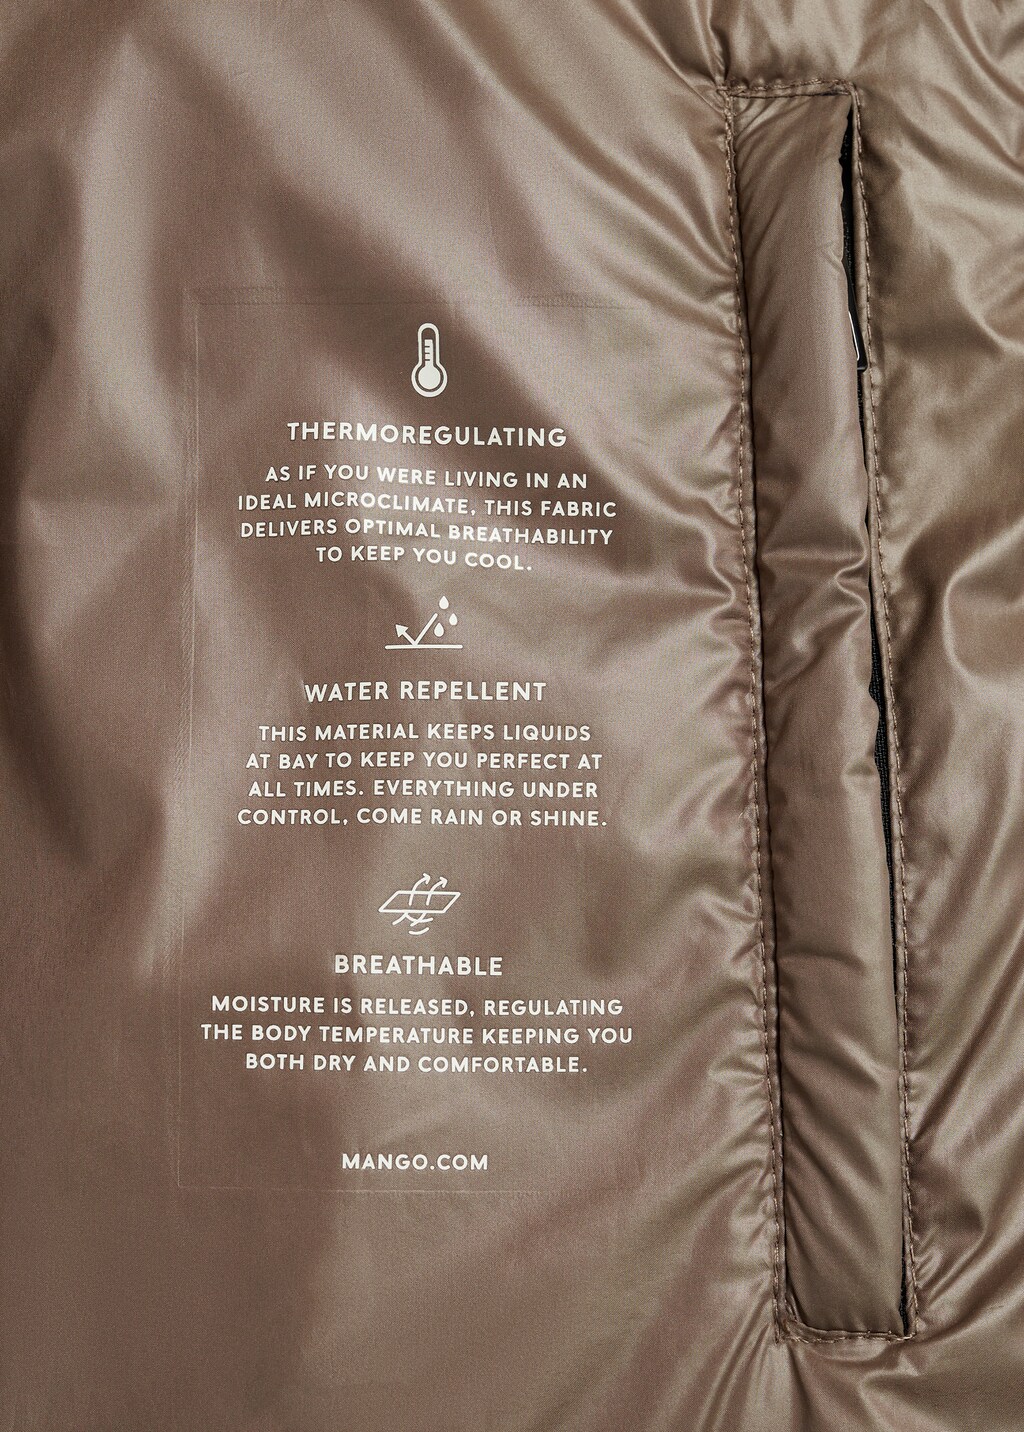 THERMOREGULATING
AS IF YOU WERE LIVING IN AN
IDEAL MICROCLIMATE, THIS FABRIC
DELIVERS OPTIMAL BREATHABILITY
TO KEEP YOU COOL.
WATER REPELLENT
THIS MATERIAL KEEPS LIQUIDS
AT BAY TO KEEP YOU PERFECT AT
ALL TIMES. EVERYTHING UNDER
CONTROL, COME RAIN OR SHINE.
BREATHABLE
MOISTURE IS RELEASED, REGULATING
THE BODY TEMPERATURE KEEPING YOU
BOTH DRY AND COMFORTABLE.
MANGO.COM